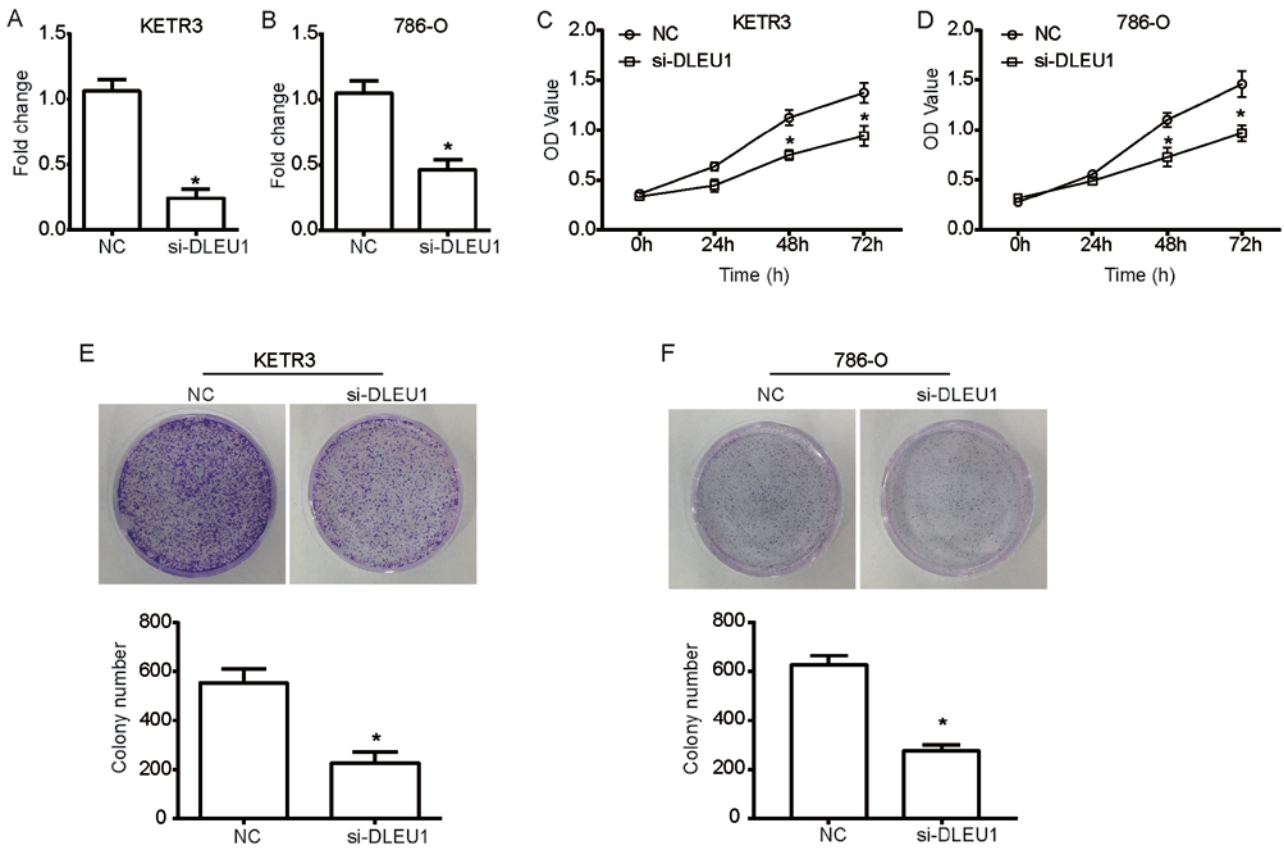 A
KETR3
Fold change
1.5
1.0
0.5
0.0
*
NC
si-DLEU1
B
786-O
Fold change
1.5
1.0
0.5
0.0
*
NC
si-DLEU1
C
KETR3
NC
si-DLEU1
OD Value
2.0
1.5
1.0
0.5
0.0
*
*
0h
24h
48h
72h
Time (h)
D
786-O
NC
si-DLEU1
OD Value
2.0
1.5
1.0
0.5
0.0
*
*
0h
24h
48h
72h
Time (h)
E
KETR3
NC
si-DLEU1
Colony number
800
600
400
200
0
*
NC
si-DLEU1
F
786-O
NC
si-DLEU1
Colony number
800
600
400
200
0
*
NC
si-DLEU1